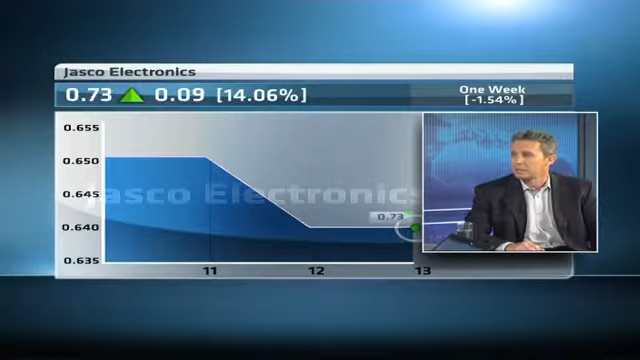 Jasco Electronics
0.73 0.09 [14.06%]
One Week
[-1.54%]
0.655
0.650
0.645
0.640
0.635
Jasco Electronics
0.73
11 12 13